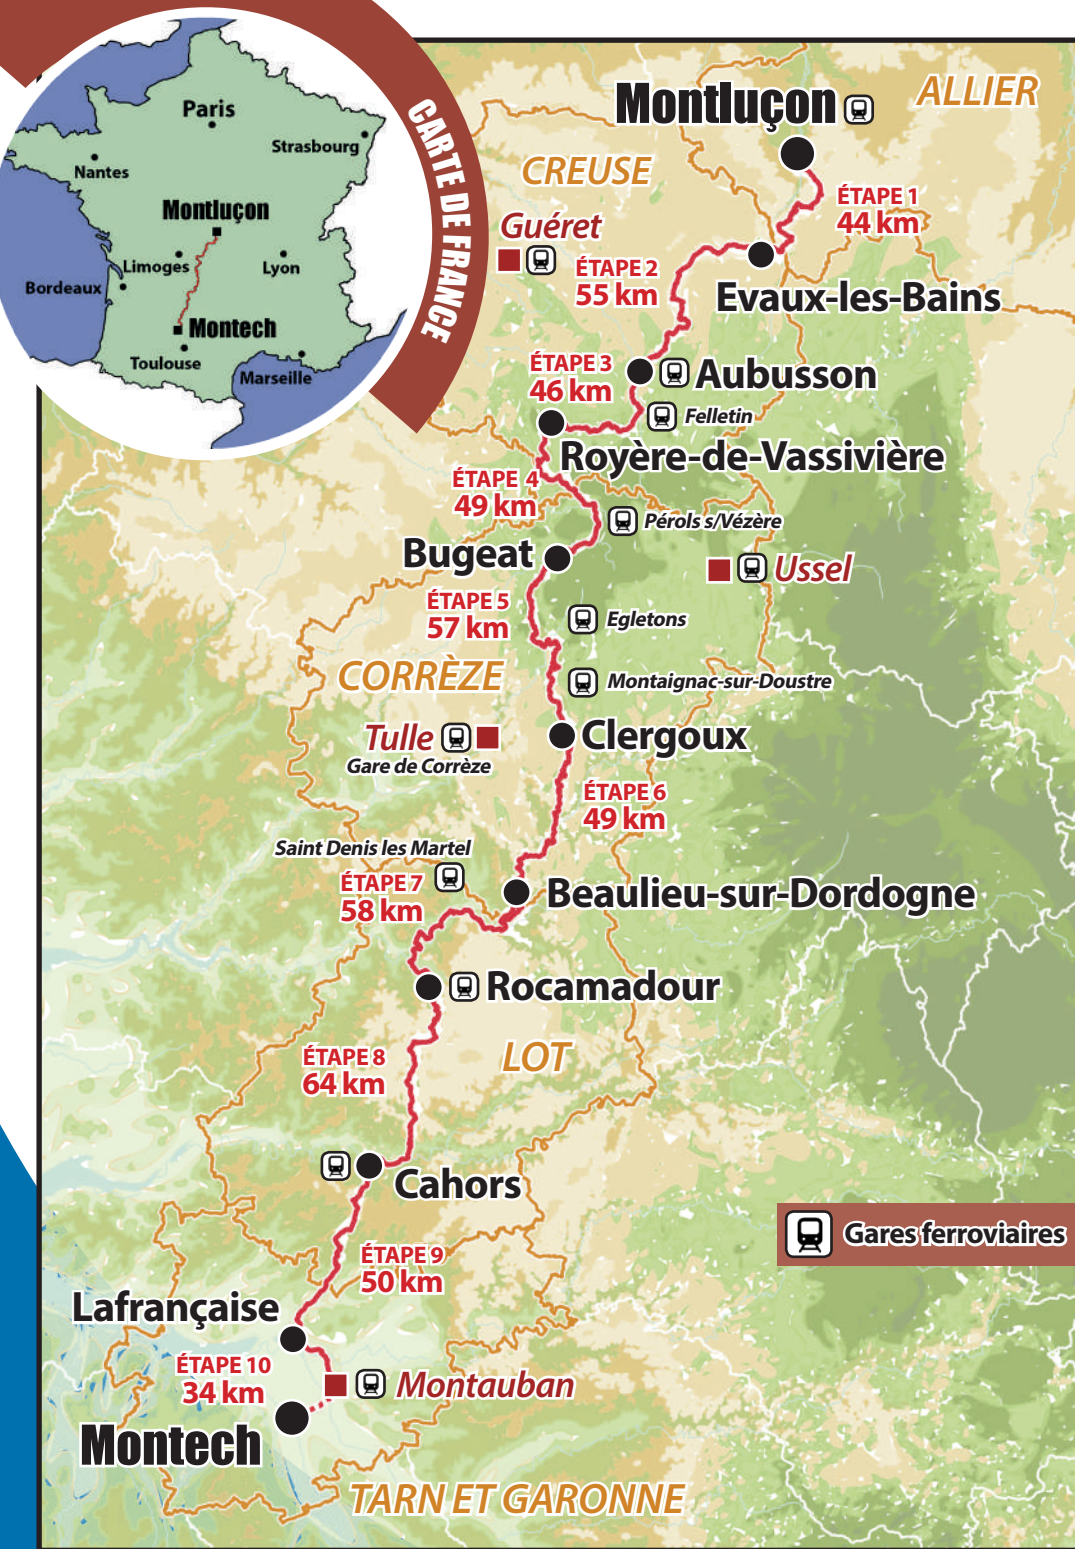 CARTE DE FRANCE
Paris
Strasbourg
Nantes
Montluçon
Limoges
Lyon
Bordeaux
Montech
Toulouse
Marseille
Montluçon
ALLIER
CREUSE
ÉTAPE 1
44 km
Guéret
ÉTAPE 2
55 km
Evaux-les-Bains
ÉTAPE 3
46 km
Aubusson
Felletin
Royère-de-Vassivière
ÉTAPE 4
49 km
Pérols s/Vézère
Bugeat
Ussel
ÉTAPE 5
57 km
Egletons
CORRÈZE
Montaignac-sur-Doustre
Tulle
Gare de Corrèze
Clergoux
ÉTAPE 6
49 km
Saint Denis les Martel
ÉTAPE 7
58 km
Beaulieu-sur-Dordogne
Rocamadour
LOT
ÉTAPE 8
64 km
Cahors
Gares ferroviaires
ÉTAPE 9
50 km
Lafrançaise
ÉTAPE 10
34 km
Montauban
Montech
TARN ET GARONNE